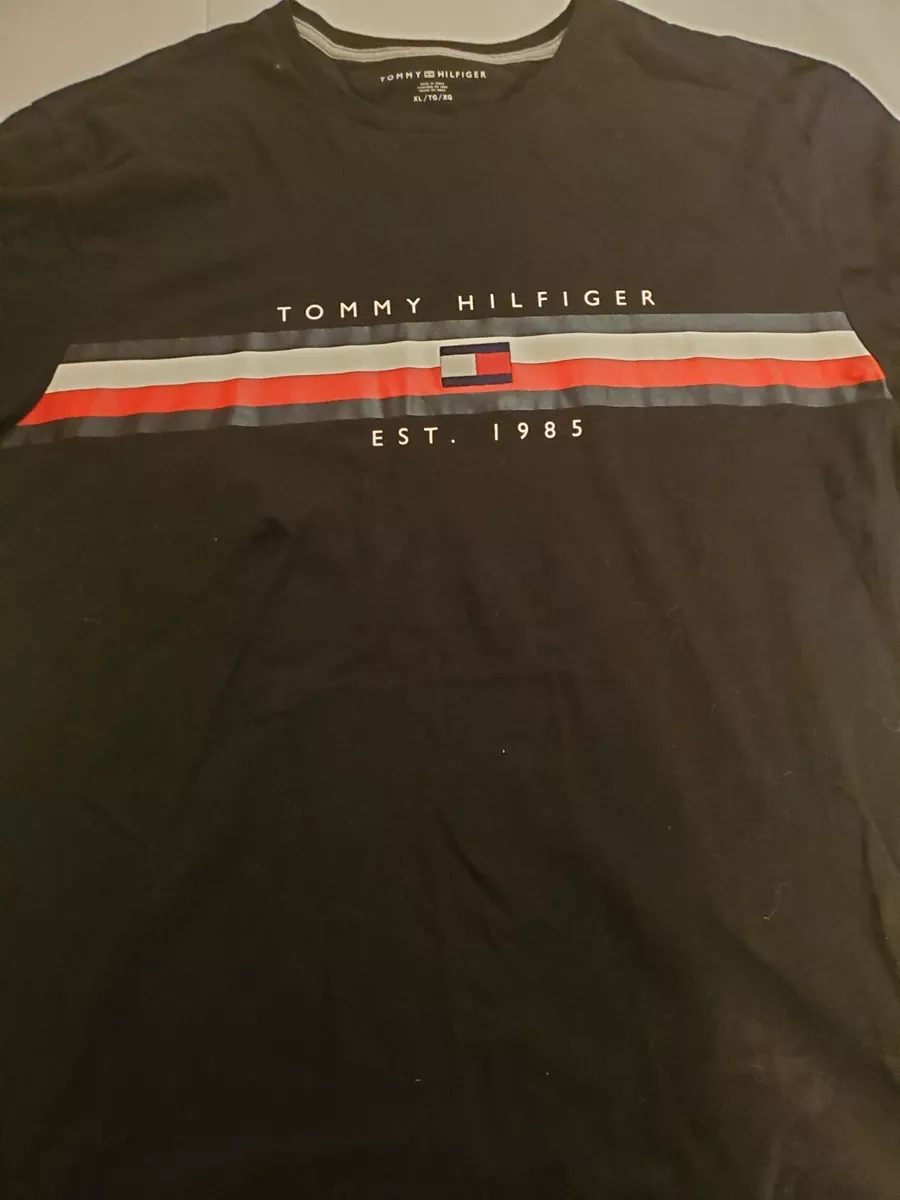 TOMMY HILFIGER
XL/TG/XG
TOMMY HILFIGER
EST. 1985